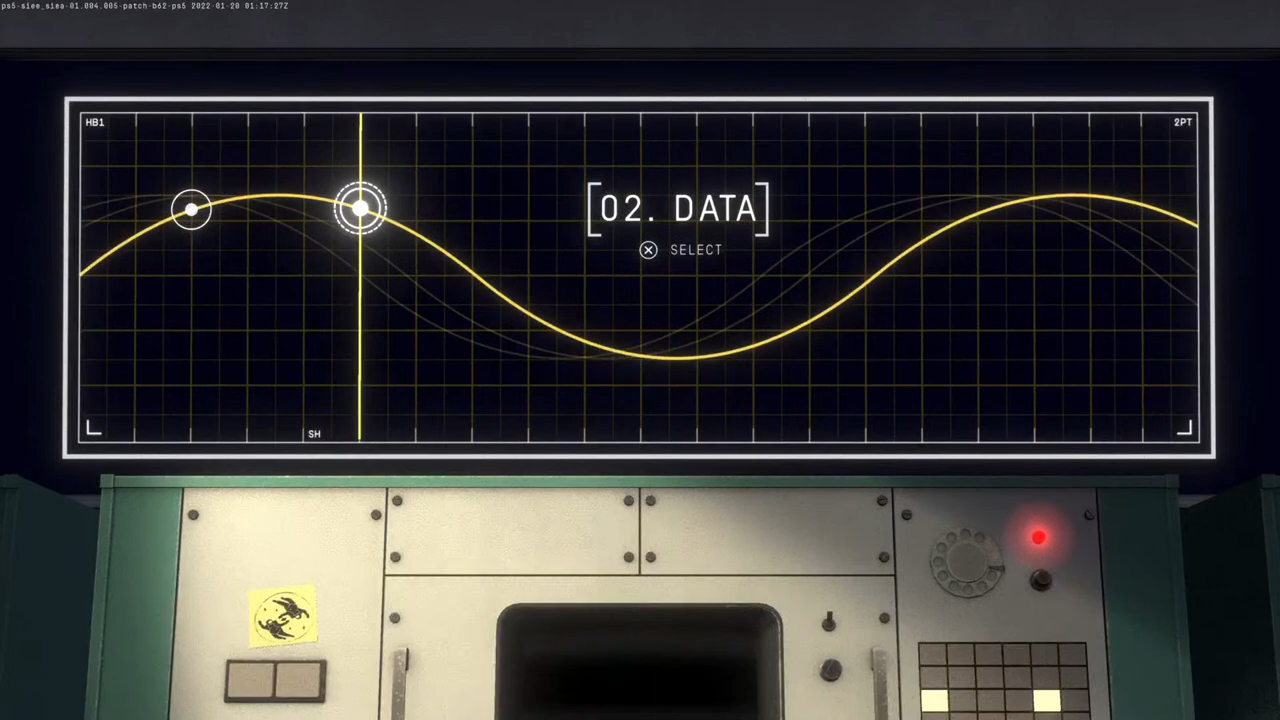 ps5-siee_siea-01.004.005-patch-b62-ps5 2022-01-20 01:17:27Z
HB1
2PT
[02. DATA]
SELECT
SH